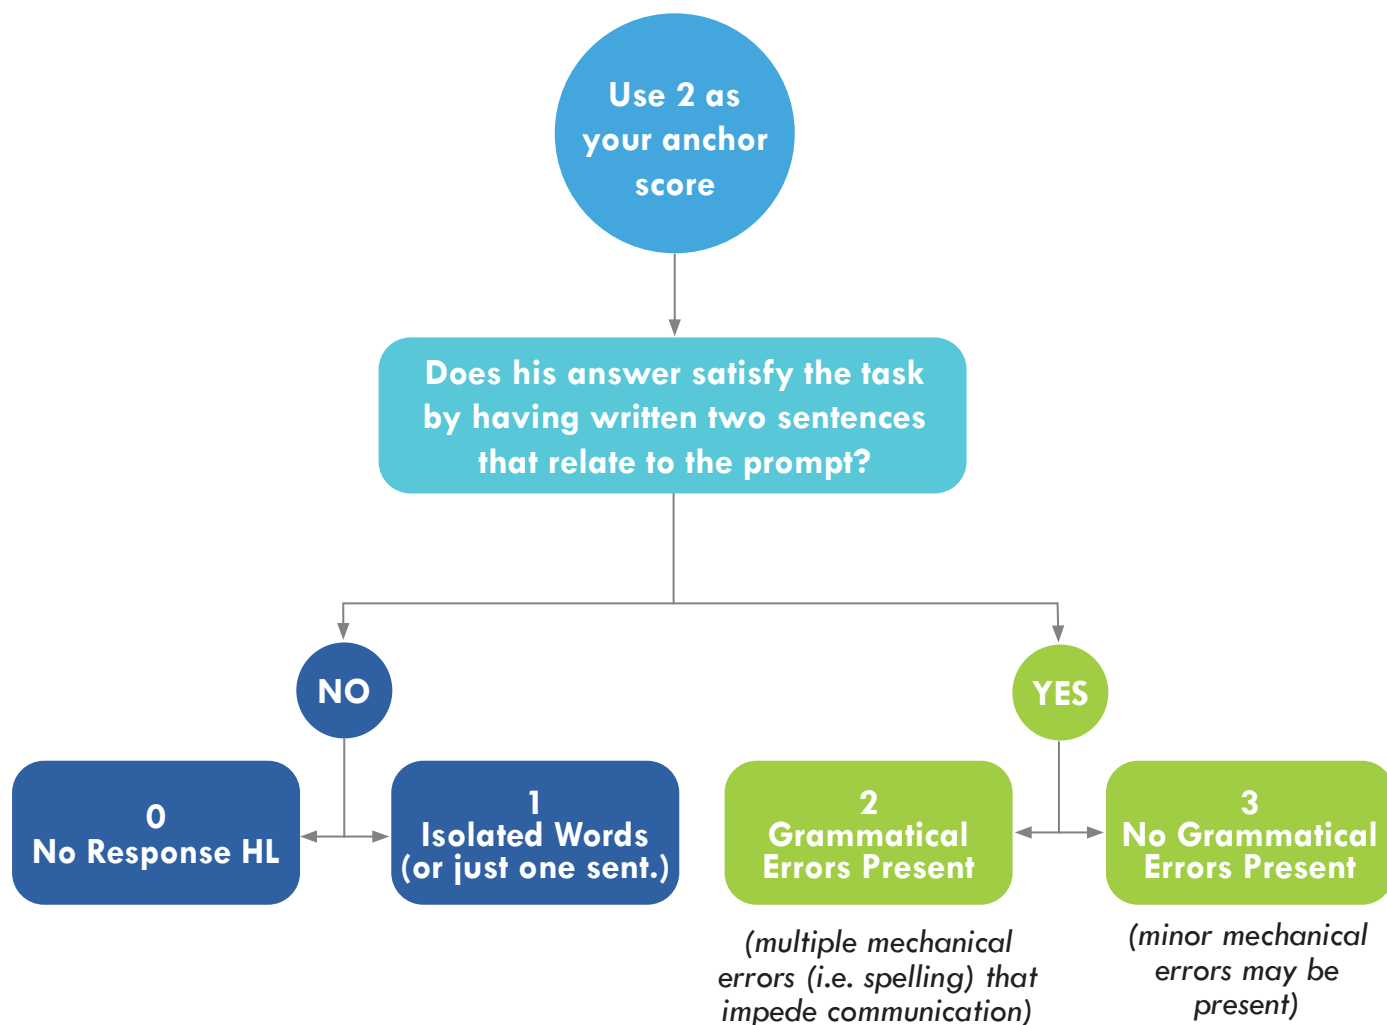 Use 2 as
your anchor
score
Does his answer satisfy the task
by having written two sentences
that relate to the prompt?
NO
YES
0
No Response HL
1
Isolated Words
(or just one sent.)
2
Grammatical
Errors Present
3
No Grammatical
Errors Present
(multiple mechanical
errors (i.e. spelling) that
impede communication)
(minor mechanical
errors may be
present)